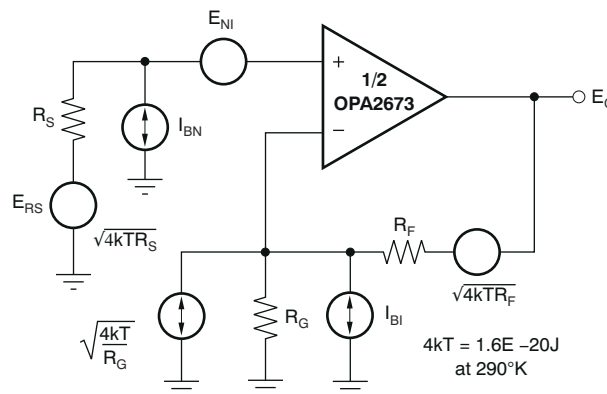 E_NI
1/2
OPA2673
+
−
E_O
R_S
I_BN
E_RS
√4kTR_S
R_F
√4kTR_F
√4kT/R_G
R_G
I_BI
4kT = 1.6E −20J
at 290°K